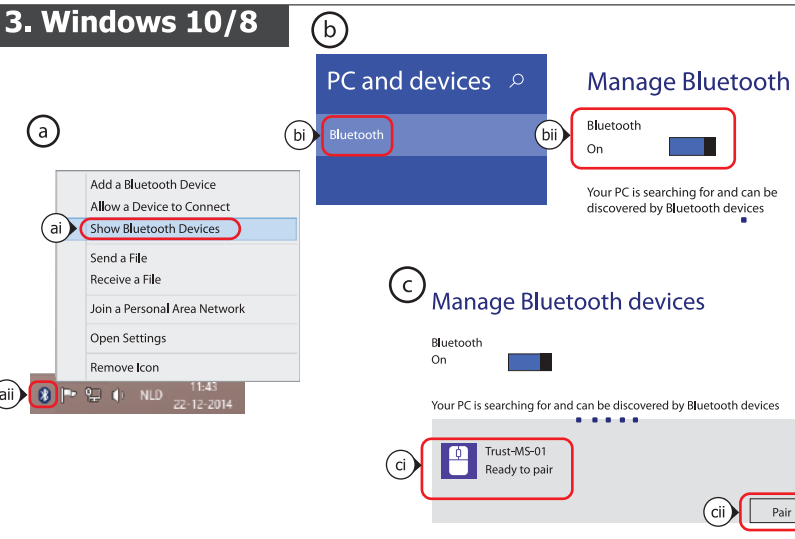 3. Windows 10/8
a
Add a Bluetooth Device
Allow a Device to Connect
ai
Show Bluetooth Devices
Send a File
Receive a File
Join a Personal Area Network
Open Settings
Remove Icon
aii
NLD
11:43
22-12-2014
b
PC and devices
bi
Bluetooth
Manage Bluetooth
bii
Bluetooth
On
Your PC is searching for and can be
discovered by Bluetooth devices
c
Manage Bluetooth devices
Bluetooth
On
Your PC is searching for and can be discovered by Bluetooth devices
ci
Trust-MS-01
Ready to pair
cii
Pair